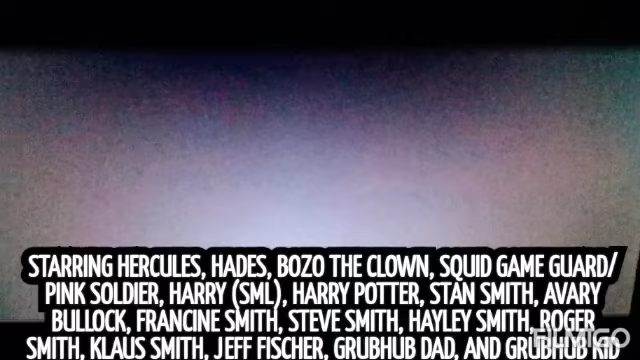 STARRING HERCULES, HADES, BOZO THE CLOWN, SQUID GAME GUARD/
PINK SOLDIER, HARRY (SML), HARRY POTTER, STAN SMITH, AVARY
BULLOCK, FRANCINE SMITH, STEVE SMITH, HAYLEY SMITH, ROGER
SMITH, KLAUS SMITH, JEFF FISCHER, GRUBHUB DAD, AND GRUBHUB KID
FILMIGO